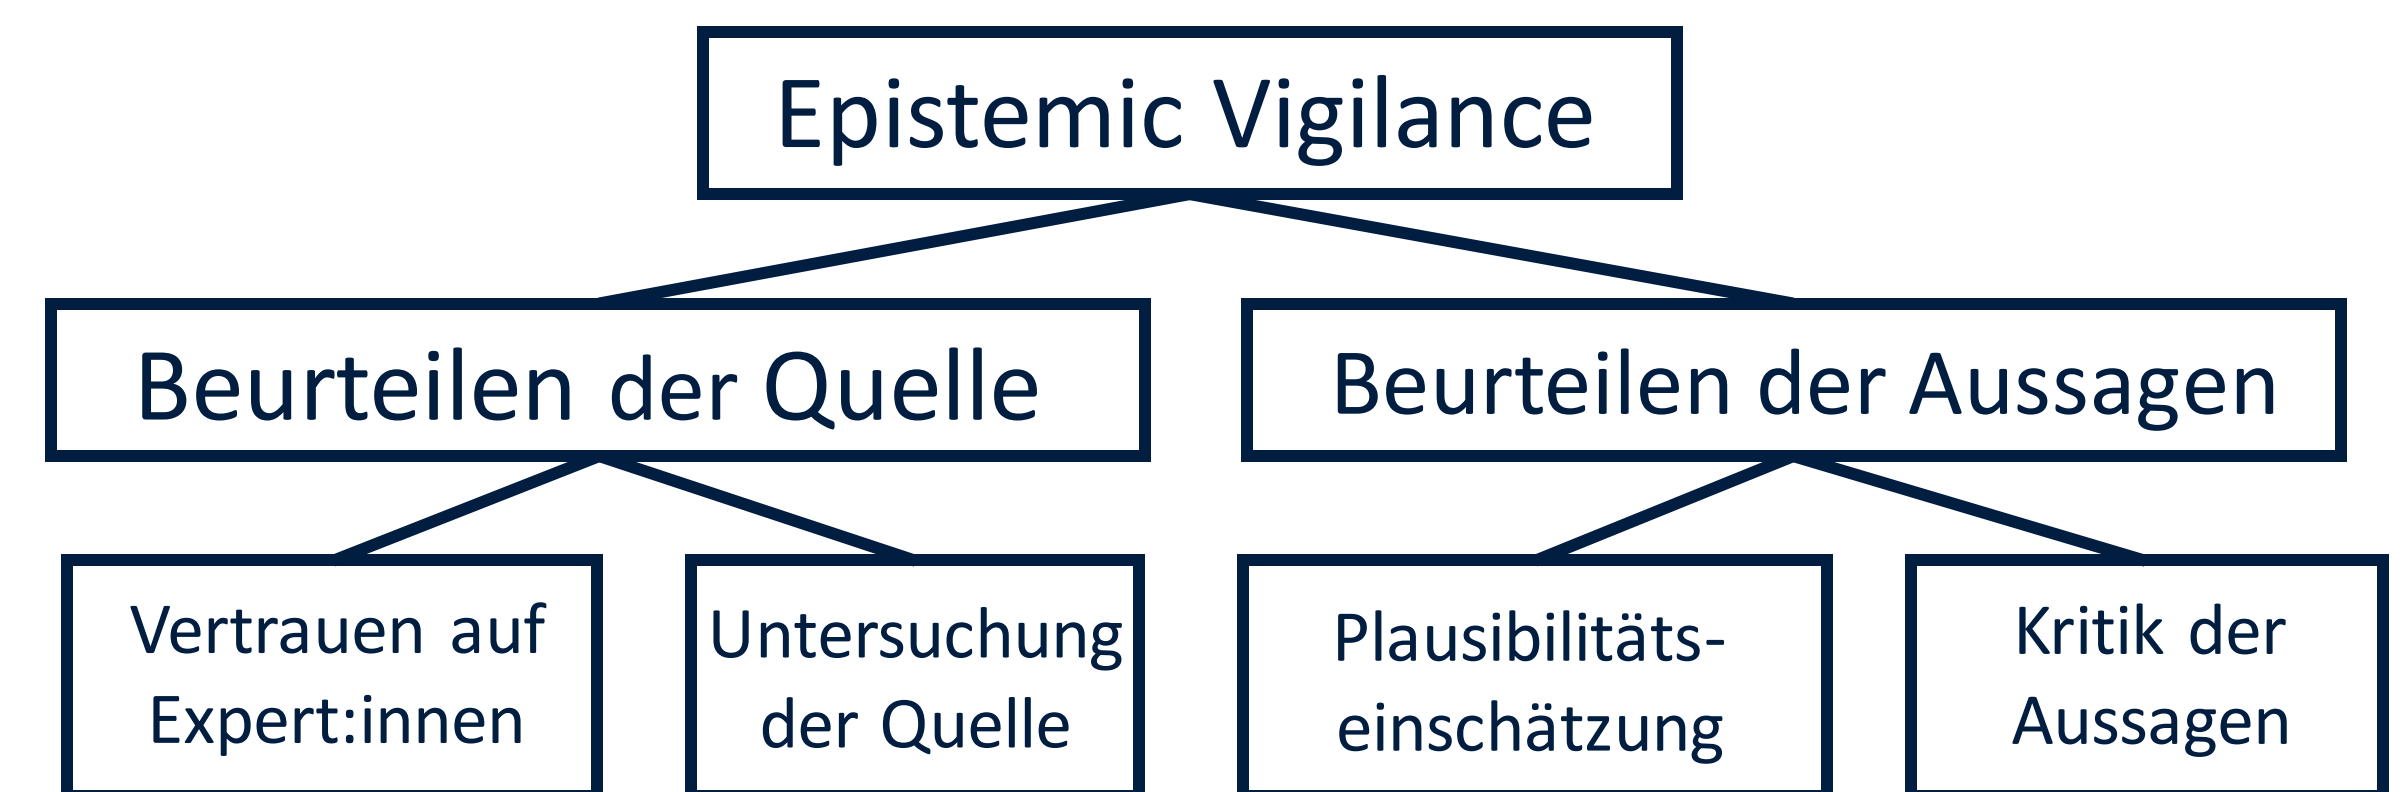 Epistemic Vigilance
Beurteilen der Quelle
Beurteilen der Aussagen
Vertrauen auf
Expert:innen
Untersuchung
der Quelle
Plausibilitäts-
einschätzung
Kritik der
Aussagen